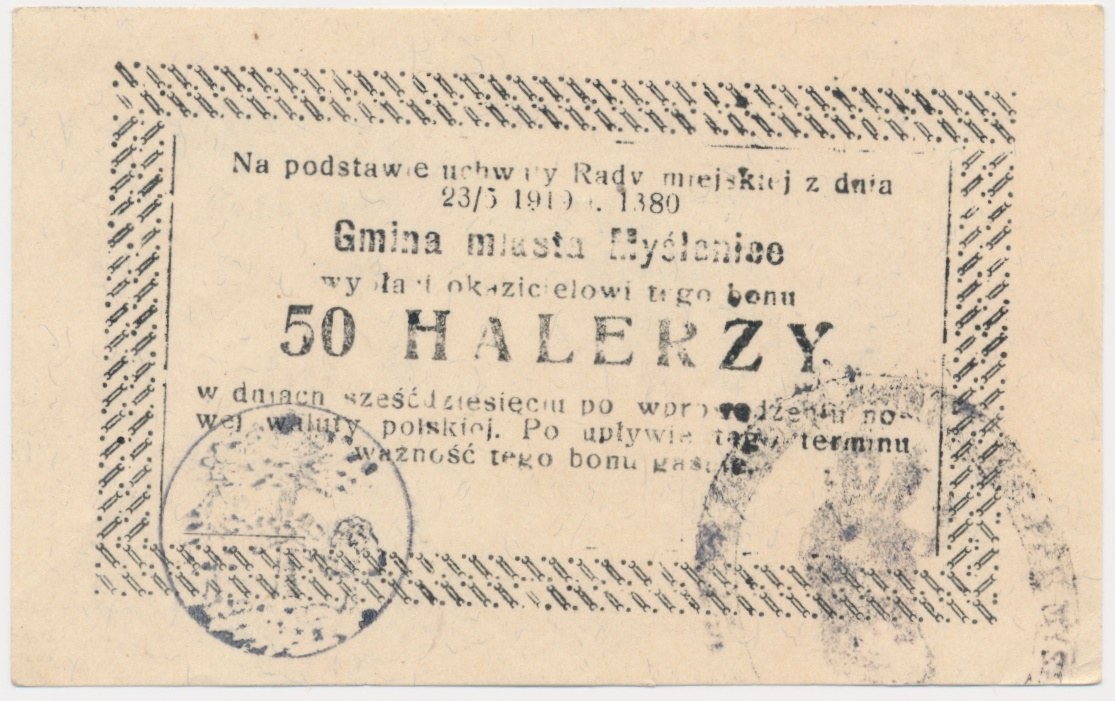 Na podstawie uchwały Rady miejskiej z dnia
23/5 1919 l. 1380
Gmina miasta Myślenice
wypłaci okazicielowi tego bonu
50 HALERZY
w dniach sześćdziesięciu po wprowadzeniu no-
wej waluty polskiej. Po upływie tego terminu
ważność tego bonu gaśnie.